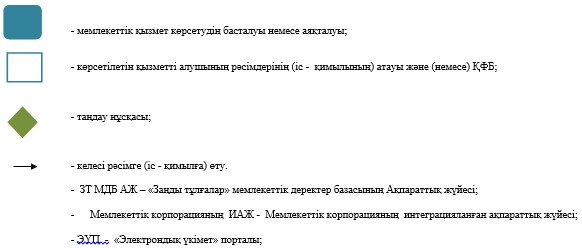 - мемлекеттік қызмет көрсетудің басталуы немесе аяқталуы;
- көрсетілетін қызметті алушының рәсімдерінің (іс - қимылының) атауы және (немесе) ҚФБ;
- таңдау нұсқасы;
- келесі рәсімге (іс - қимылға) өту.
- ЗТ МДБ АЖ – «Заңды тұлғалар» мемлекеттік деректер базасының Ақпараттық жүйесі;
- Мемлекеттік корпорацияның ИАЖ - Мемлекеттік корпорацияның интеграцияланған ақпараттық жүйесі;
- ЭҮП - «Электрондық үкімет» порталы;